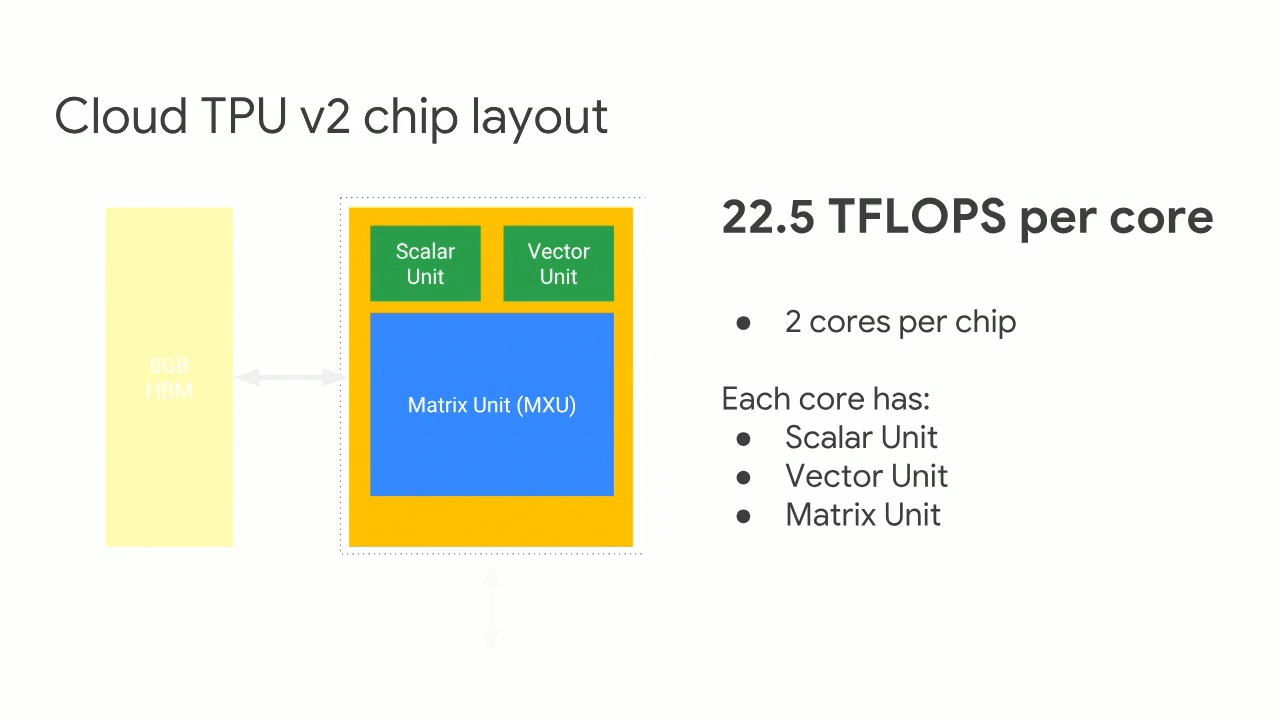 Cloud TPU v2 chip layout
8GB
HBM
Scalar
Unit
Vector
Unit
Matrix Unit (MXU)
22.5 TFLOPS per core
● 2 cores per chip
Each core has:
● Scalar Unit
● Vector Unit
● Matrix Unit